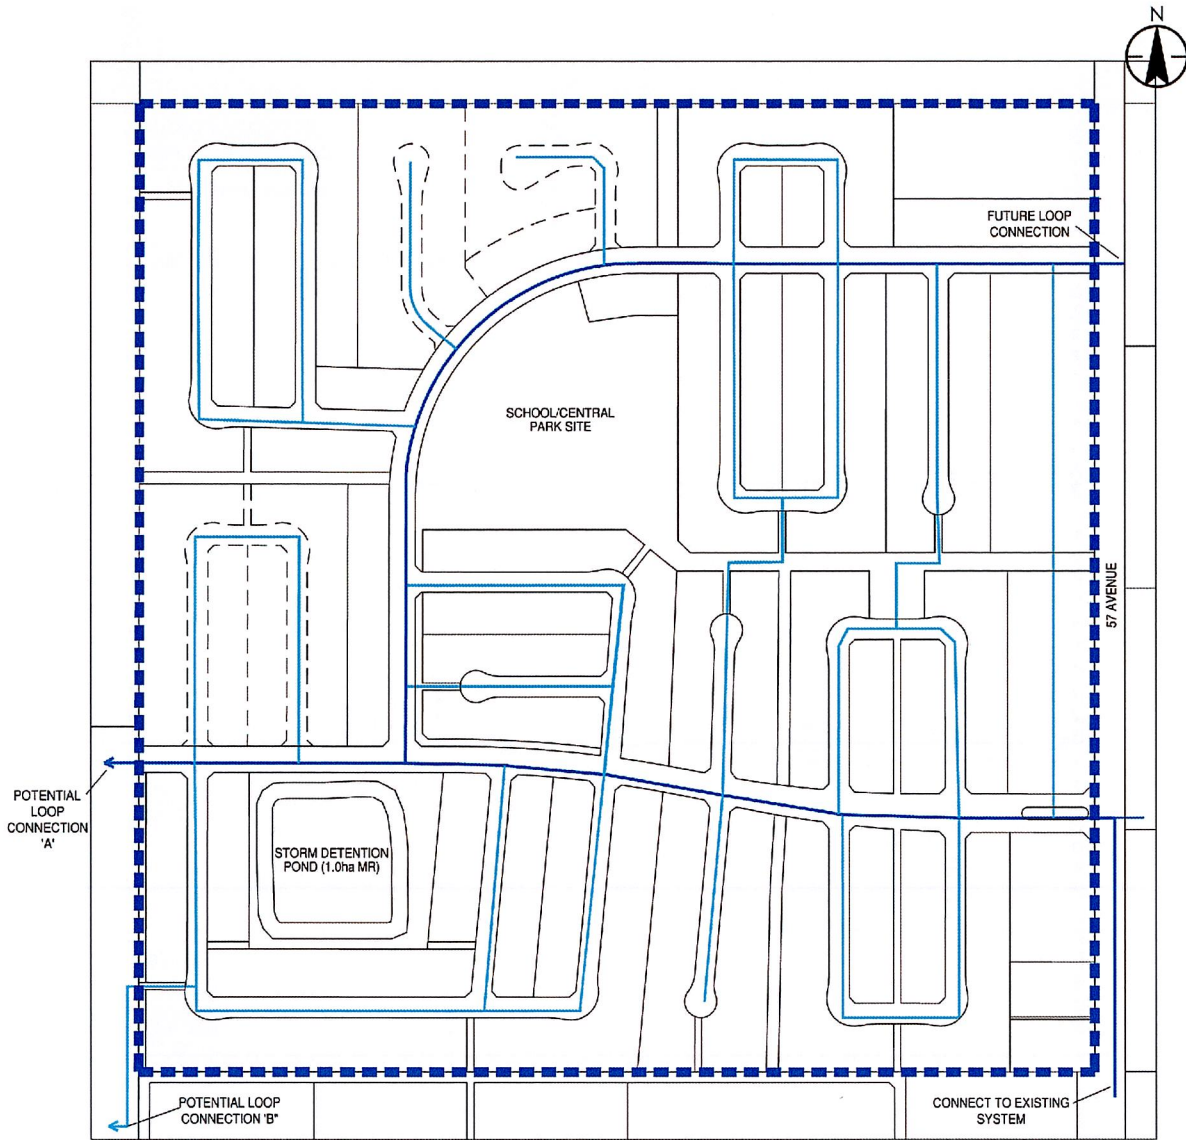 N
FUTURE LOOP
CONNECTION
SCHOOL/CENTRAL
PARK SITE
57 AVENUE
POTENTIAL
LOOP
CONNECTION
'A'
STORM DETENTION
POND (1.0ha MR)
POTENTIAL LOOP
CONNECTION 'B"
CONNECT TO EXISTING
SYSTEM